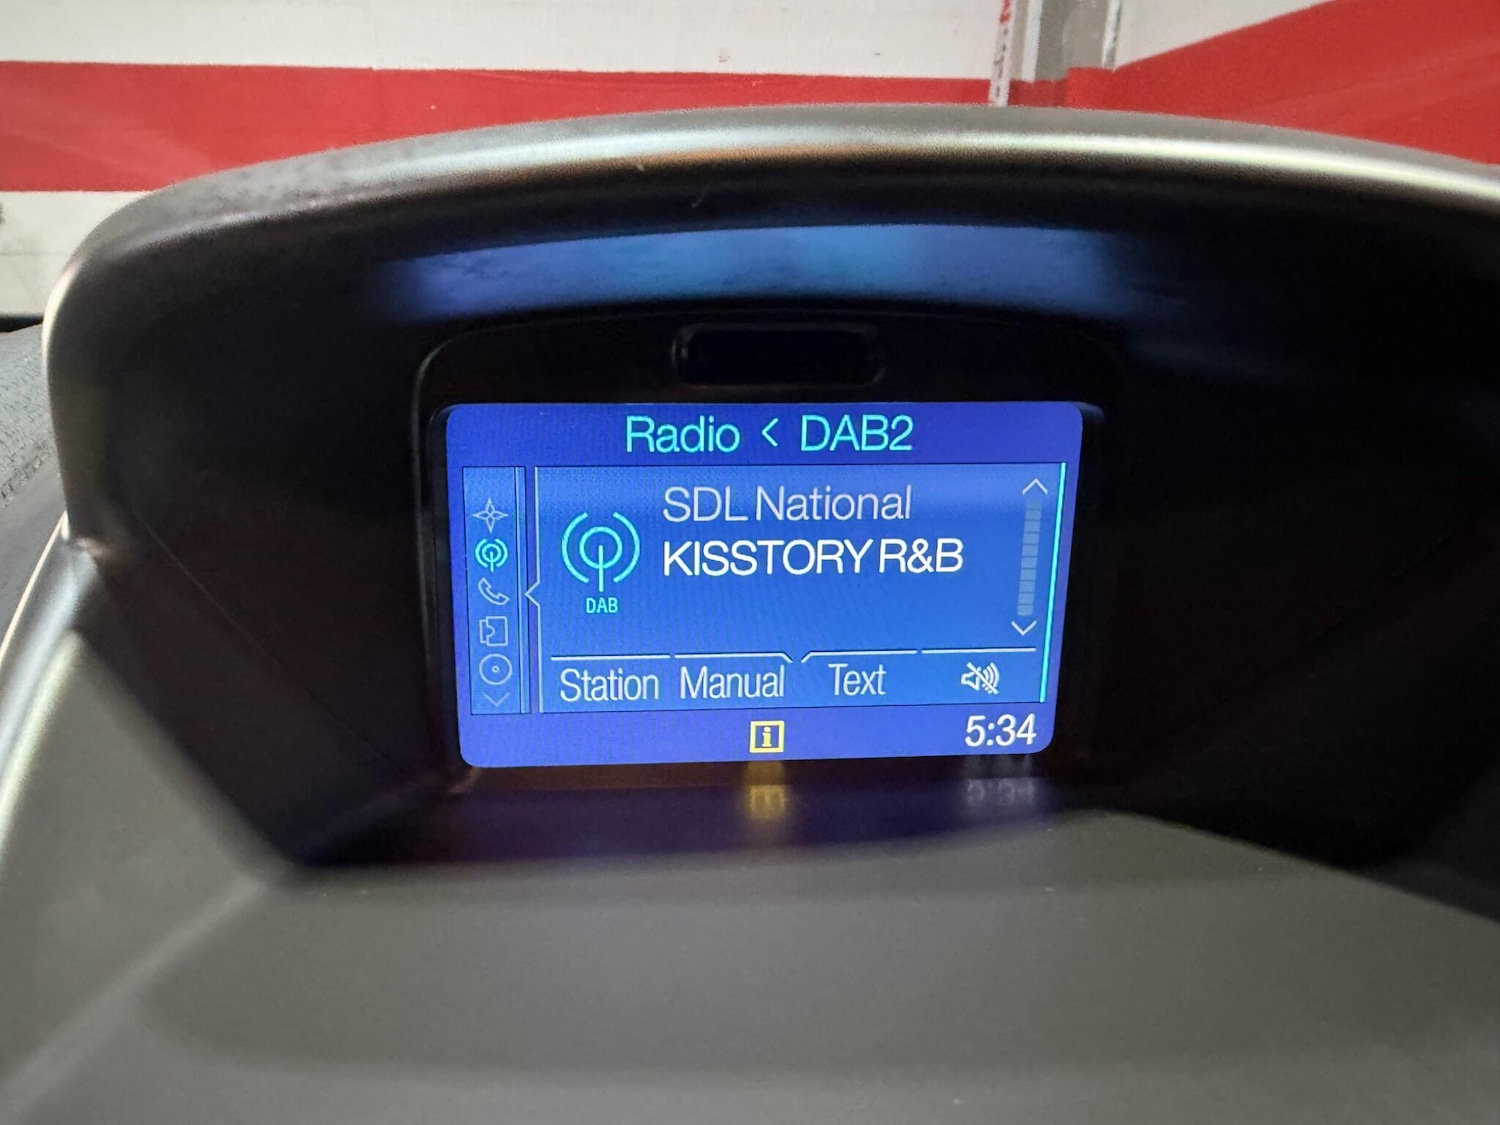 Radio < DAB2
SDL National
KISSTORY R&B
DAB
Station Manual Text
i
5:34